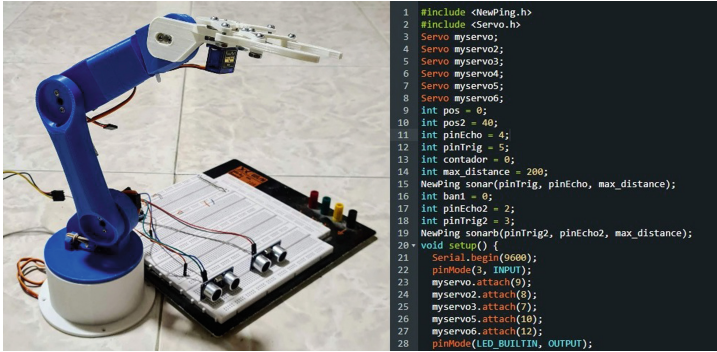 1 #include <NewPing.h>
2 #include <Servo.h>
3 Servo myservo;
4 Servo myservo2;
5 Servo myservo3;
6 Servo myservo4;
7 Servo myservo5;
8 Servo myservo6;
9 int pos = 0;
10 int pos2 = 40;
11 int pinEcho = 4;
12 int pinTrig = 5;
13 int contador = 0;
14 int max_distance = 200;
15 NewPing sonar(pinTrig, pinEcho, max_distance);
16 int ban1 = 0;
17 int pinEcho2 = 2;
18 int pinTrig2 = 3;
19 NewPing sonarb(pinTrig2, pinEcho2, max_distance);
20 void setup() {
21 Serial.begin(9600);
22 pinMode(3, INPUT);
23 myservo.attach(9);
24 myservo2.attach(8);
25 myservo3.attach(7);
26 myservo5.attach(10);
27 myservo6.attach(12);
28 pinMode(LED_BUILTIN, OUTPUT);